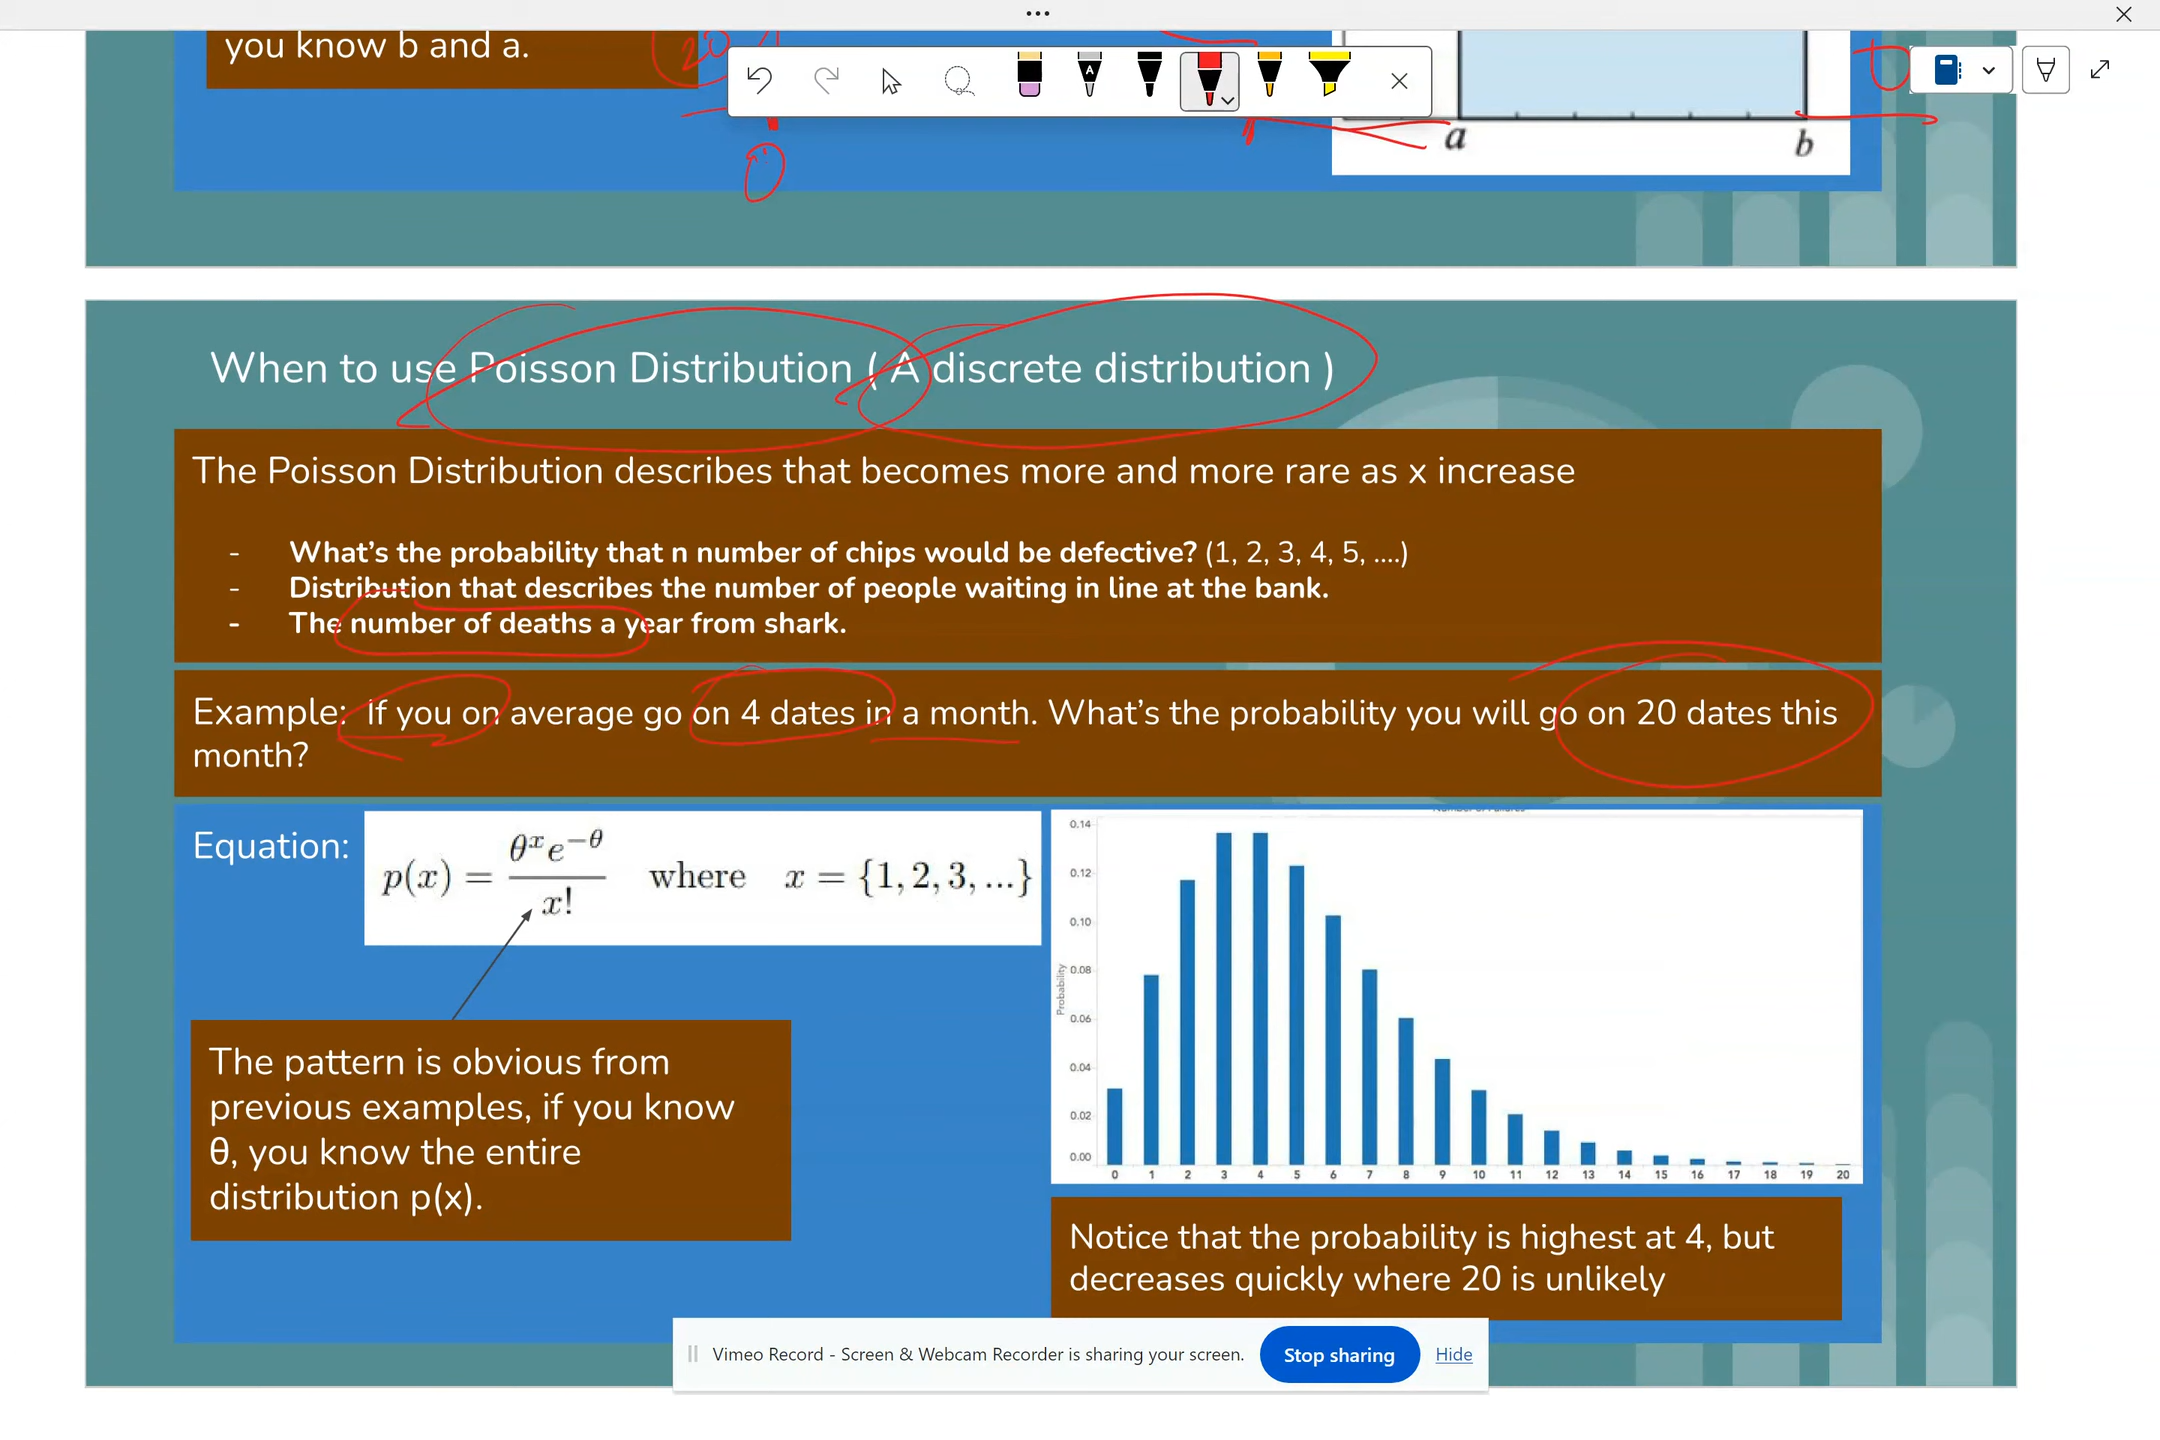 you know b and a.
20
A
a
b
When to use Poisson Distribution ( A discrete distribution )
The Poisson Distribution describes that becomes more and more rare as x increase
- What’s the probability that n number of chips would be defective? (1, 2, 3, 4, 5, ....)
- Distribution that describes the number of people waiting in line at the bank.
- The number of deaths a year from shark.
Example: If you on average go on 4 dates in a month. What’s the probability you will go on 20 dates this
month?
Equation:
p(x) = θ^x e^−θ / x! where x = {1, 2, 3, ...}
The pattern is obvious from
previous examples, if you know
θ, you know the entire
distribution p(x).
Probability
0.14
0.12
0.10
0.08
0.06
0.04
0.02
0.00
0 1 2 3 4 5 6 7 8 9 10 11 12 13 14 15 16 17 18 19 20
Notice that the probability is highest at 4, but
decreases quickly where 20 is unlikely
Vimeo Record - Screen & Webcam Recorder is sharing your screen. Stop sharing Hide